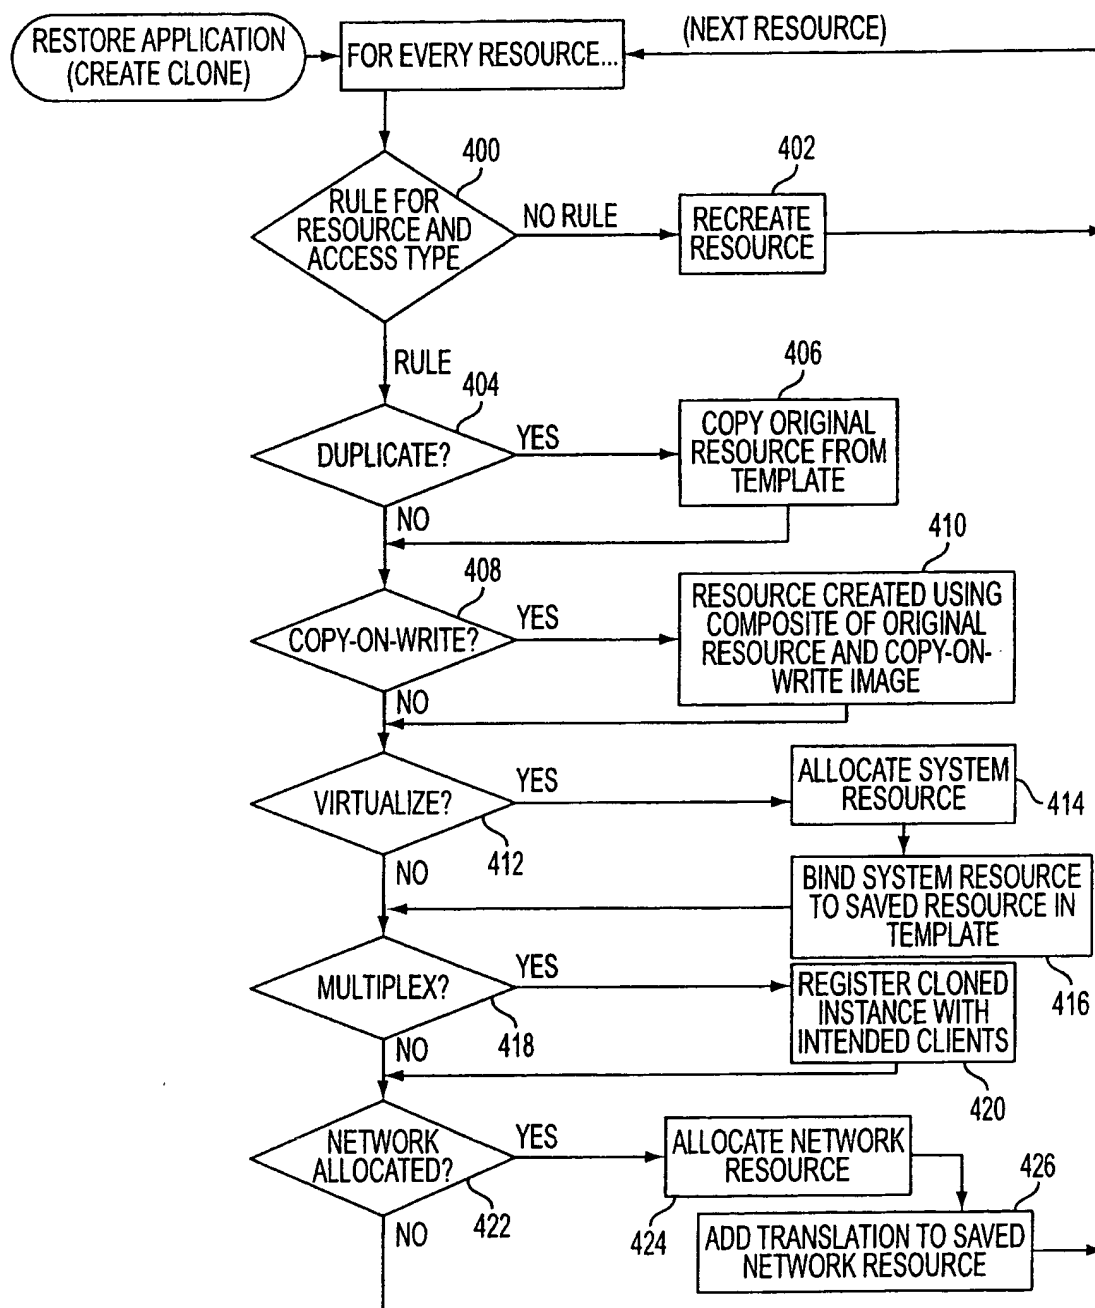 RESTORE APPLICATION
(CREATE CLONE)
FOR EVERY RESOURCE...
(NEXT RESOURCE)
400
RULE FOR
RESOURCE AND
ACCESS TYPE
NO RULE
402
RECREATE
RESOURCE
RULE
404
DUPLICATE?
YES
406
COPY ORIGINAL
RESOURCE FROM
TEMPLATE
NO
408
COPY-ON-WRITE?
YES
410
RESOURCE CREATED USING
COMPOSITE OF ORIGINAL
RESOURCE AND COPY-ON-
WRITE IMAGE
NO
VIRTUALIZE?
412
YES
ALLOCATE SYSTEM
RESOURCE
414
NO
BIND SYSTEM RESOURCE
TO SAVED RESOURCE IN
TEMPLATE
416
MULTIPLEX?
418
YES
REGISTER CLONED
INSTANCE WITH
INTENDED CLIENTS
420
NO
NETWORK
ALLOCATED?
422
YES
ALLOCATE NETWORK
RESOURCE
424
426
ADD TRANSLATION TO SAVED
NETWORK RESOURCE
NO